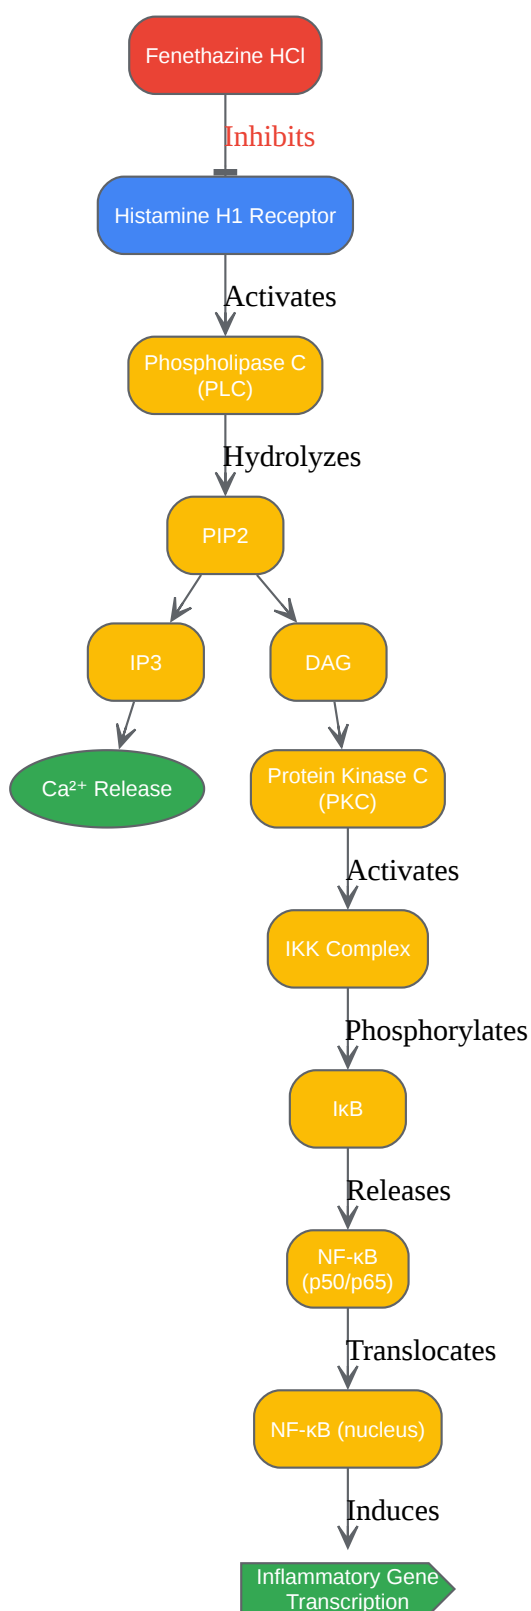 Fenethazine HCl
Inhibits
Histamine H1 Receptor
Activates
Phospholipase C
(PLC)
Hydrolyzes
PIP2
IP3
DAG
Ca²⁺ Release
Protein Kinase C
(PKC)
Activates
IKK Complex
Phosphorylates
IκB
Releases
NF-κB
(p50/p65)
Translocates
NF-κB (nucleus)
Induces
Inflammatory Gene
Transcription